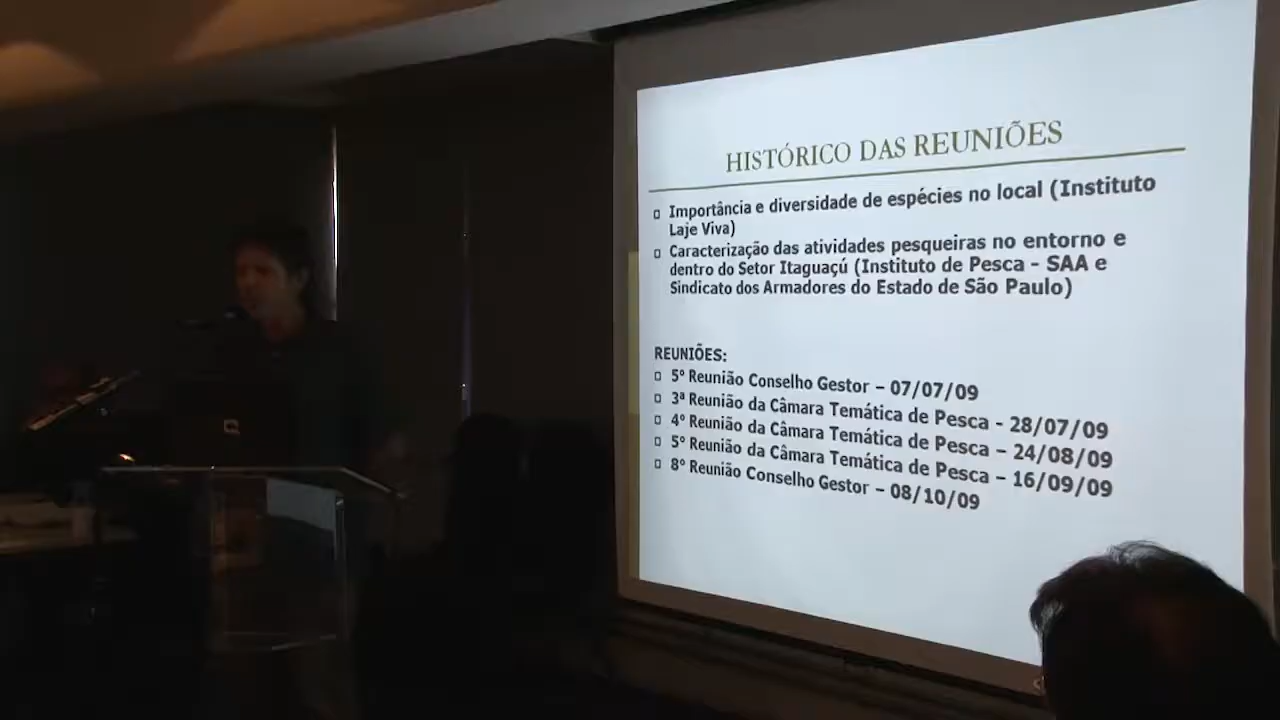 HISTÓRICO DAS REUNIÕES
Importância e diversidade de espécies no local (Instituto
Laje Viva)
Caracterização das atividades pesqueiras no entorno e
dentro do Setor Itaguaçú (Instituto de Pesca - SAA e
Sindicato dos Armadores do Estado de São Paulo)
REUNIÕES:
5º Reunião Conselho Gestor – 07/07/09
3ª Reunião da Câmara Temática de Pesca - 28/07/09
4º Reunião da Câmara Temática de Pesca – 24/08/09
5º Reunião da Câmara Temática de Pesca – 16/09/09
8º Reunião Conselho Gestor – 08/10/09